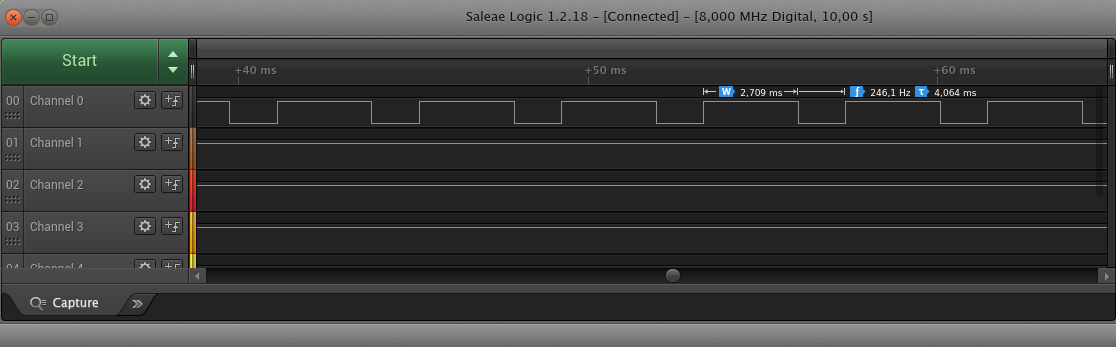 Saleae Logic 1.2.18 – [Connected] – [8,000 MHz Digital, 10,00 s]
Start
+40 ms +50 ms +60 ms
W 2,709 ms f 246,1 Hz τ 4,064 ms
00 Channel 0
01 Channel 1
02 Channel 2
03 Channel 3
04 Channel 4
Capture